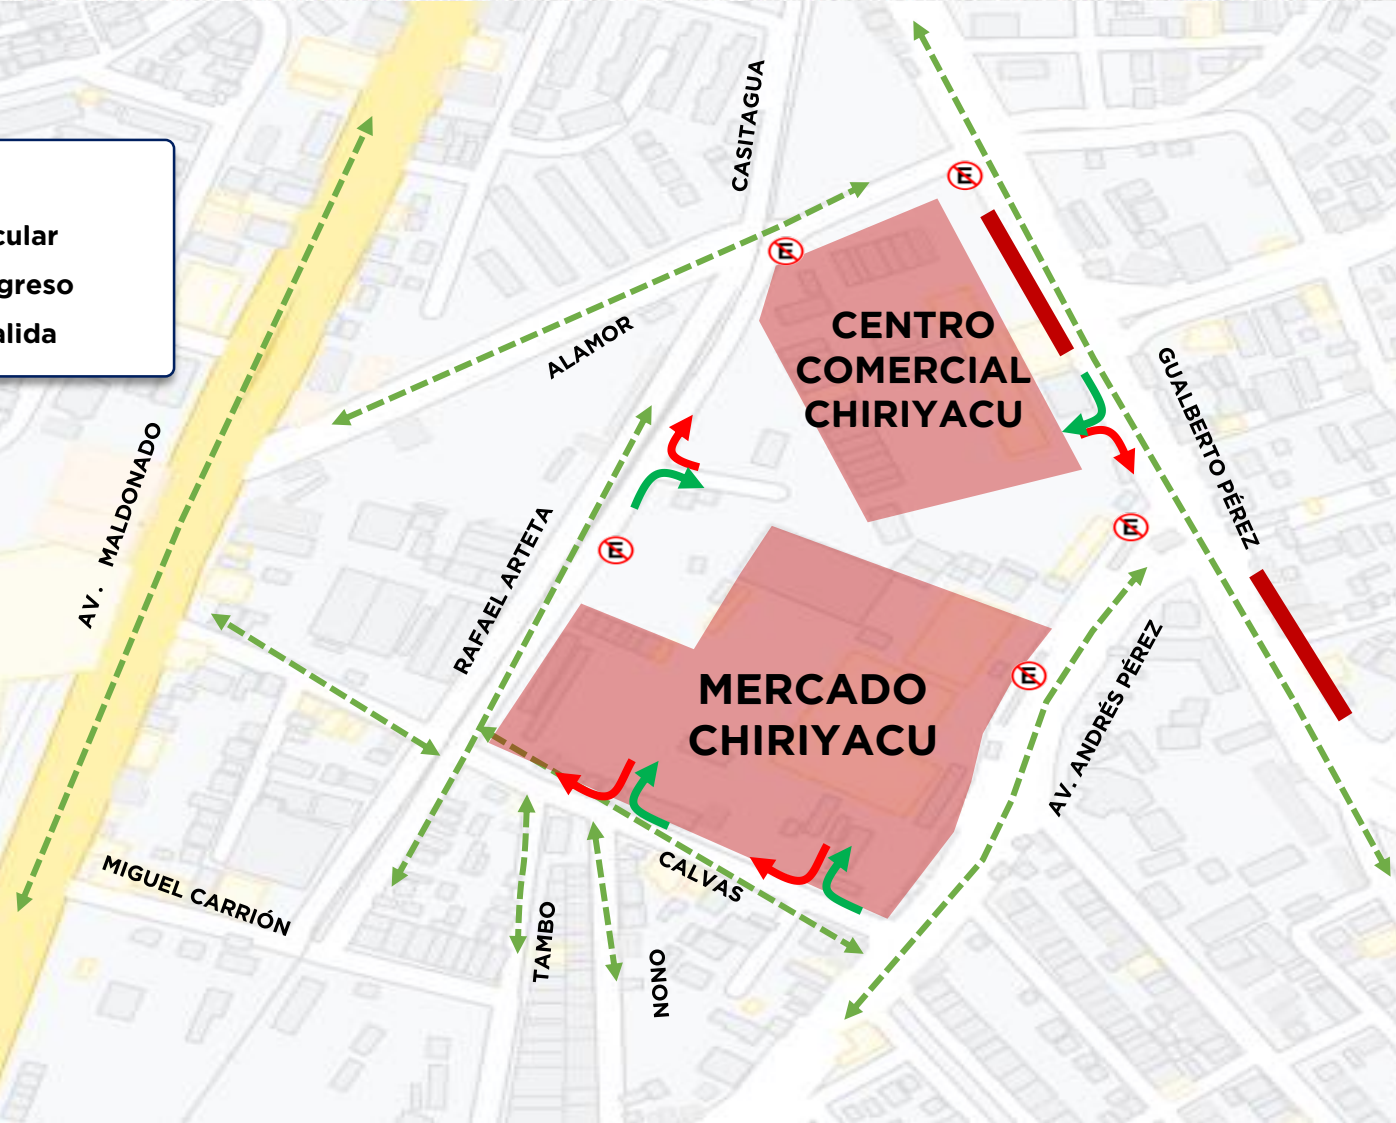 CASITAGUA
E
cular
greso
alida
E
ALAMOR
CENTRO
COMERCIAL
CHIRIYACU
GUALBERTO PÉREZ
AV. MALDONADO
RAFAEL ARTETA
E
E
E
MERCADO
CHIRIYACU
AV. ANDRÉS PÉREZ
MIGUEL CARRIÓN
CALVAS
TAMBO
NONO